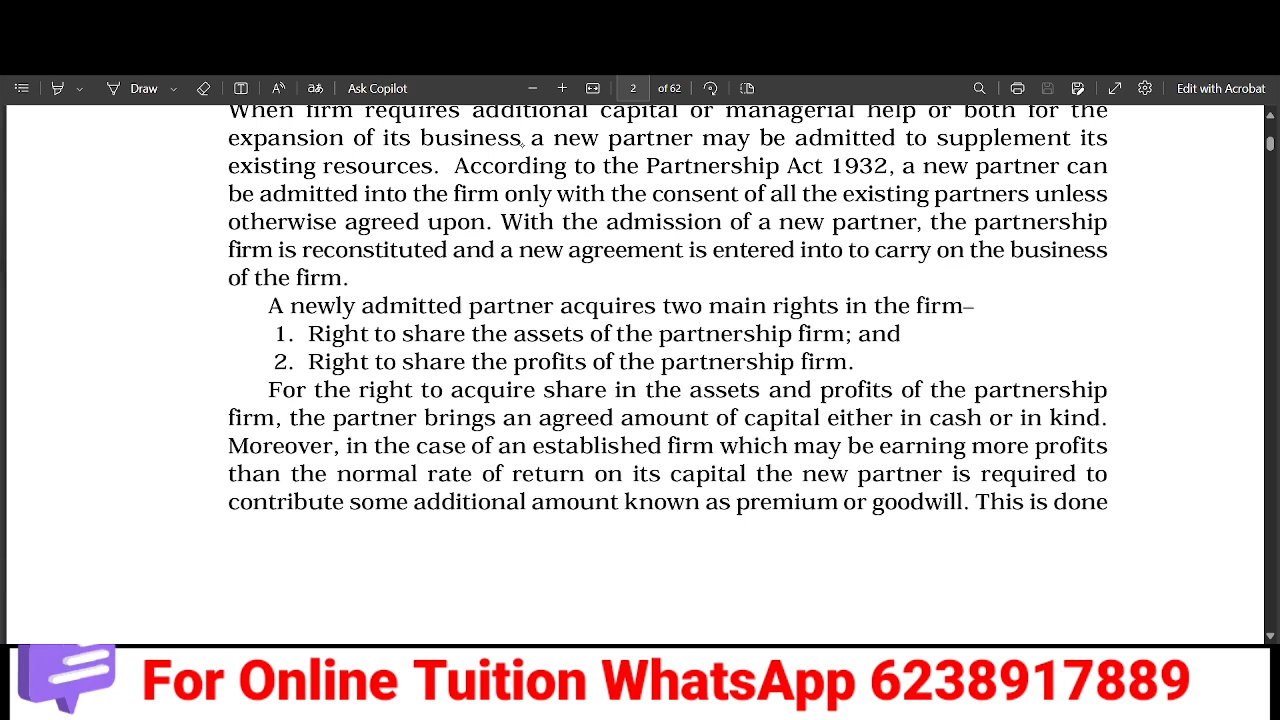 Draw
Ask Copilot
2
of 62
Edit with Acrobat
When firm requires additional capital or managerial help or both for the
expansion of its business, a new partner may be admitted to supplement its
existing resources. According to the Partnership Act 1932, a new partner can
be admitted into the firm only with the consent of all the existing partners unless
otherwise agreed upon. With the admission of a new partner, the partnership
firm is reconstituted and a new agreement is entered into to carry on the business
of the firm.
A newly admitted partner acquires two main rights in the firm–
1. Right to share the assets of the partnership firm; and
2. Right to share the profits of the partnership firm.
For the right to acquire share in the assets and profits of the partnership
firm, the partner brings an agreed amount of capital either in cash or in kind.
Moreover, in the case of an established firm which may be earning more profits
than the normal rate of return on its capital the new partner is required to
contribute some additional amount known as premium or goodwill. This is done
For Online Tuition WhatsApp 6238917889